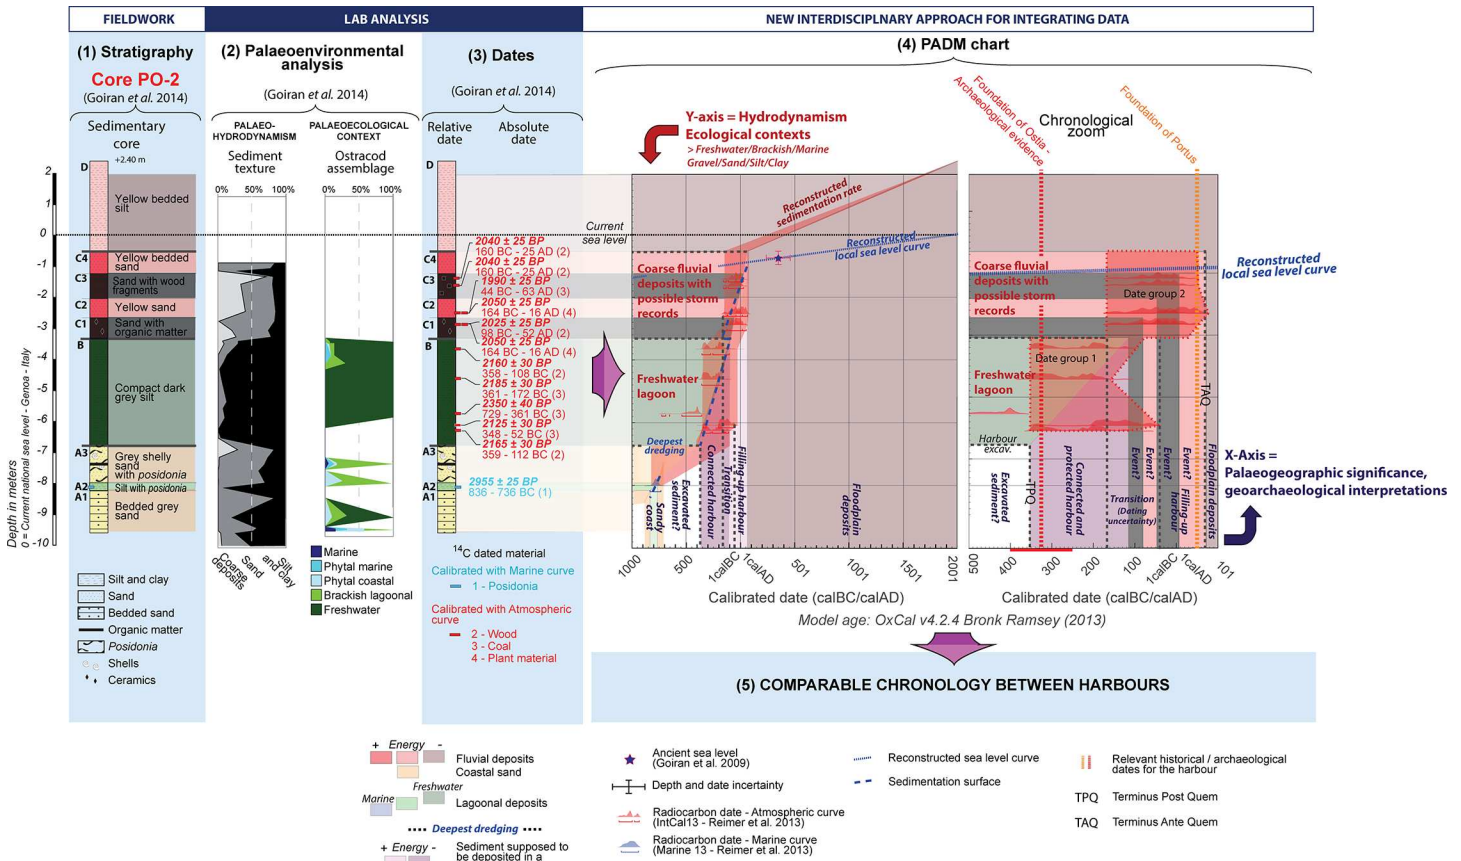 FIELDWORK
LAB ANALYSIS
NEW INTERDISCIPLNARY APPROACH FOR INTEGRATING DATA
(1) Stratigraphy
Core PO-2
(Goiran et al. 2014)
Sedimentary
core
+2.40 m
(2) Palaeoenvironmental
analysis
(Goiran et al. 2014)
PALAEO-
HYDRODYNAMISM
Sediment
texture
0% 50% 100%
PALAEOECOLOGICAL
CONTEXT
Ostracod
assemblage
0% 50% 100%
(3) Dates
(Goiran et al. 2014)
Relative
date
Absolute
date
(4) PADM chart
Y-axis = Hydrodynamism
Ecological contexts
> Freshwater/Brackish/Marine
Gravel/Sand/Silt/Clay
Chronological
zoom
Foundation of Ostia -
Archaeological evidence
Foundation of Portus
Depth in meters
0 = Current national sea level - Genoa - Italy
2
1
0
-1
-2
-3
-4
-5
-6
-7
-8
-9
-10
D
C4
C3
C2
C1
B
A3
A2
A1
Yellow bedded
silt
Yellow bedded
sand
Sand with wood
fragments
Yellow sand
Sand with
organic matter
Compact dark
grey silt
Grey shelly
sand
with posidonia
Silt with posidonia
Bedded grey
sand
Coarse
deposits
Sand
Silt
and clay
Marine
Phytal marine
Phytal coastal
Brackish lagoonal
Freshwater
D
C4
C3
C2
C1
B
A3
A2
A1
2040 ± 25 BP
160 BC - 25 AD (2)
2040 ± 25 BP
160 BC - 25 AD (2)
1990 ± 25 BP
44 BC - 63 AD (3)
2050 ± 25 BP
164 BC - 16 AD (4)
2025 ± 25 BP
98 BC - 52 AD (2)
2050 ± 25 BP
164 BC - 16 AD (4)
2160 ± 30 BP
358 - 108 BC (2)
2185 ± 30 BP
361 - 172 BC (3)
2350 ± 40 BP
729 - 361 BC (3)
2125 ± 30 BP
348 - 52 BC (3)
2165 ± 30 BP
359 - 112 BC (2)
2955 ± 25 BP
836 - 736 BC (1)
14C dated material
Calibrated with Marine curve
1 - Posidonia
Calibrated with Atmospheric
curve
2 - Wood
3 - Coal
4 - Plant material
Silt and clay
Sand
Bedded sand
Organic matter
Posidonia
Shells
Ceramics
Current
sea level
Reconstructed
sedimentation rate
Reconstructed
local sea level curve
Coarse fluvial
deposits with
possible storm
records
Freshwater
lagoon
Deepest
dredging
Sandy
coast
Excavated
sediment?
Connected harbour
Transition
Filling-up harbour
Floodplain
deposits
1000
500
1calBC
1calAD
501
1001
1501
2001
Calibrated date (calBC/calAD)
Coarse fluvial
deposits with
possible storm
records
Date group 2
Date group 1
Freshwater
lagoon
Harbour
excav.
Excavated
sediment?
TPQ
Connected and
protected harbour
Transition (Dating
uncertainty)
Event?
Event?
Event?
Event?
Filling-up
harbour
TAQ
Floodplain deposits
Reconstructed
local sea level curve
500
400
300
200
100
1calBC
1calAD
101
Calibrated date (calBC/calAD)
X-Axis =
Palaeogeographic significance,
geoarchaeological interpretations
Model age: OxCal v4.2.4 Bronk Ramsey (2013)
(5) COMPARABLE CHRONOLOGY BETWEEN HARBOURS
+ Energy -
Fluvial deposits
Coastal sand
Freshwater
Marine
Lagoonal deposits
Deepest dredging
+ Energy -
Sediment supposed to
be deposited in a
Ancient sea level
(Goiran et al. 2009)
Depth and date incertainty
Radiocarbon date - Atmospheric curve
(IntCal13 - Reimer et al. 2013)
Radiocarbon date - Marine curve
(Marine 13 - Reimer et al. 2013)
Reconstructed sea level curve
Sedimentation surface
Relevant historical / archaeological
dates for the harbour
TPQ Terminus Post Quem
TAQ Terminus Ante Quem